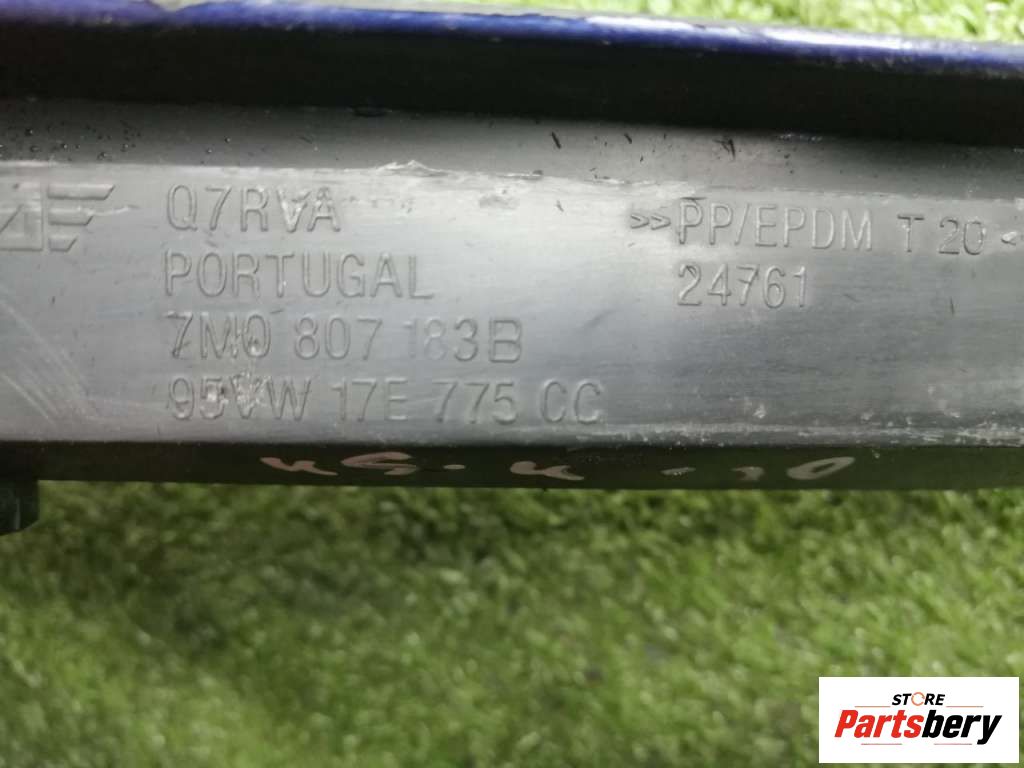 Q7RVA
PORTUGAL
7M0 807 183B
95VW 17E 775 CC
>>PP/EPDM T 20
24761
STORE
Partsbery